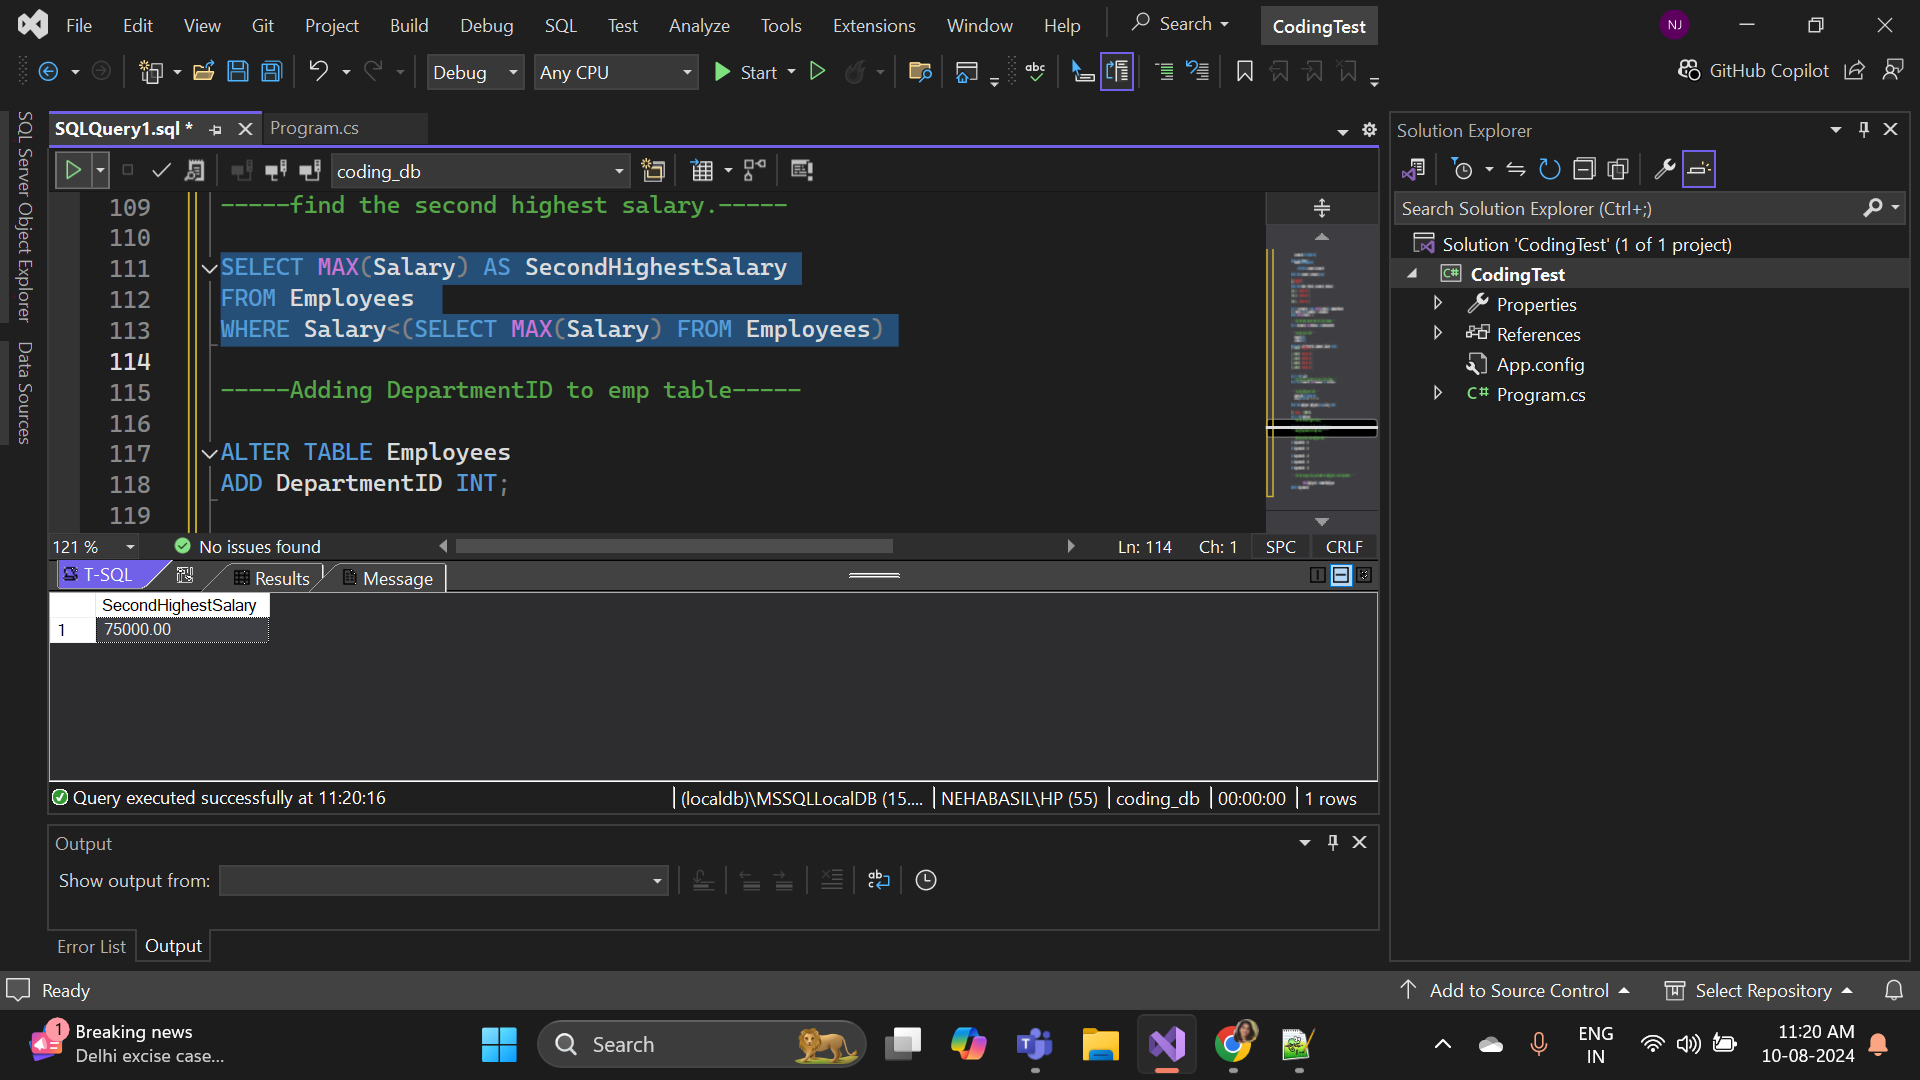 File Edit View Git Project Build Debug SQL Test Analyze Tools Extensions Window Help Search CodingTest NJ
Debug Any CPU Start GitHub Copilot
SQL Server Object Explorer
Data Sources
SQLQuery1.sql * Program.cs
coding_db
109 -----find the second highest salary.-----
110
111 SELECT MAX(Salary) AS SecondHighestSalary
112 FROM Employees
113 WHERE Salary<(SELECT MAX(Salary) FROM Employees)
114
115 -----Adding DepartmentID to emp table-----
116
117 ALTER TABLE Employees
118 ADD DepartmentID INT;
119
121 % No issues found Ln: 114 Ch: 1 SPC CRLF
T-SQL Results Message
SecondHighestSalary
1 75000.00
Query executed successfully at 11:20:16 (localdb)\MSSQLLocalDB (15.... NEHABASIL\HP (55) coding_db 00:00:00 1 rows
Output
Show output from:
Error List Output
Solution Explorer
Search Solution Explorer (Ctrl+;)
Solution 'CodingTest' (1 of 1 project)
C# CodingTest
Properties
References
App.config
C# Program.cs
Ready Add to Source Control Select Repository
1 Breaking news
Delhi excise case...
Search
ENG
IN
11:20 AM
10-08-2024